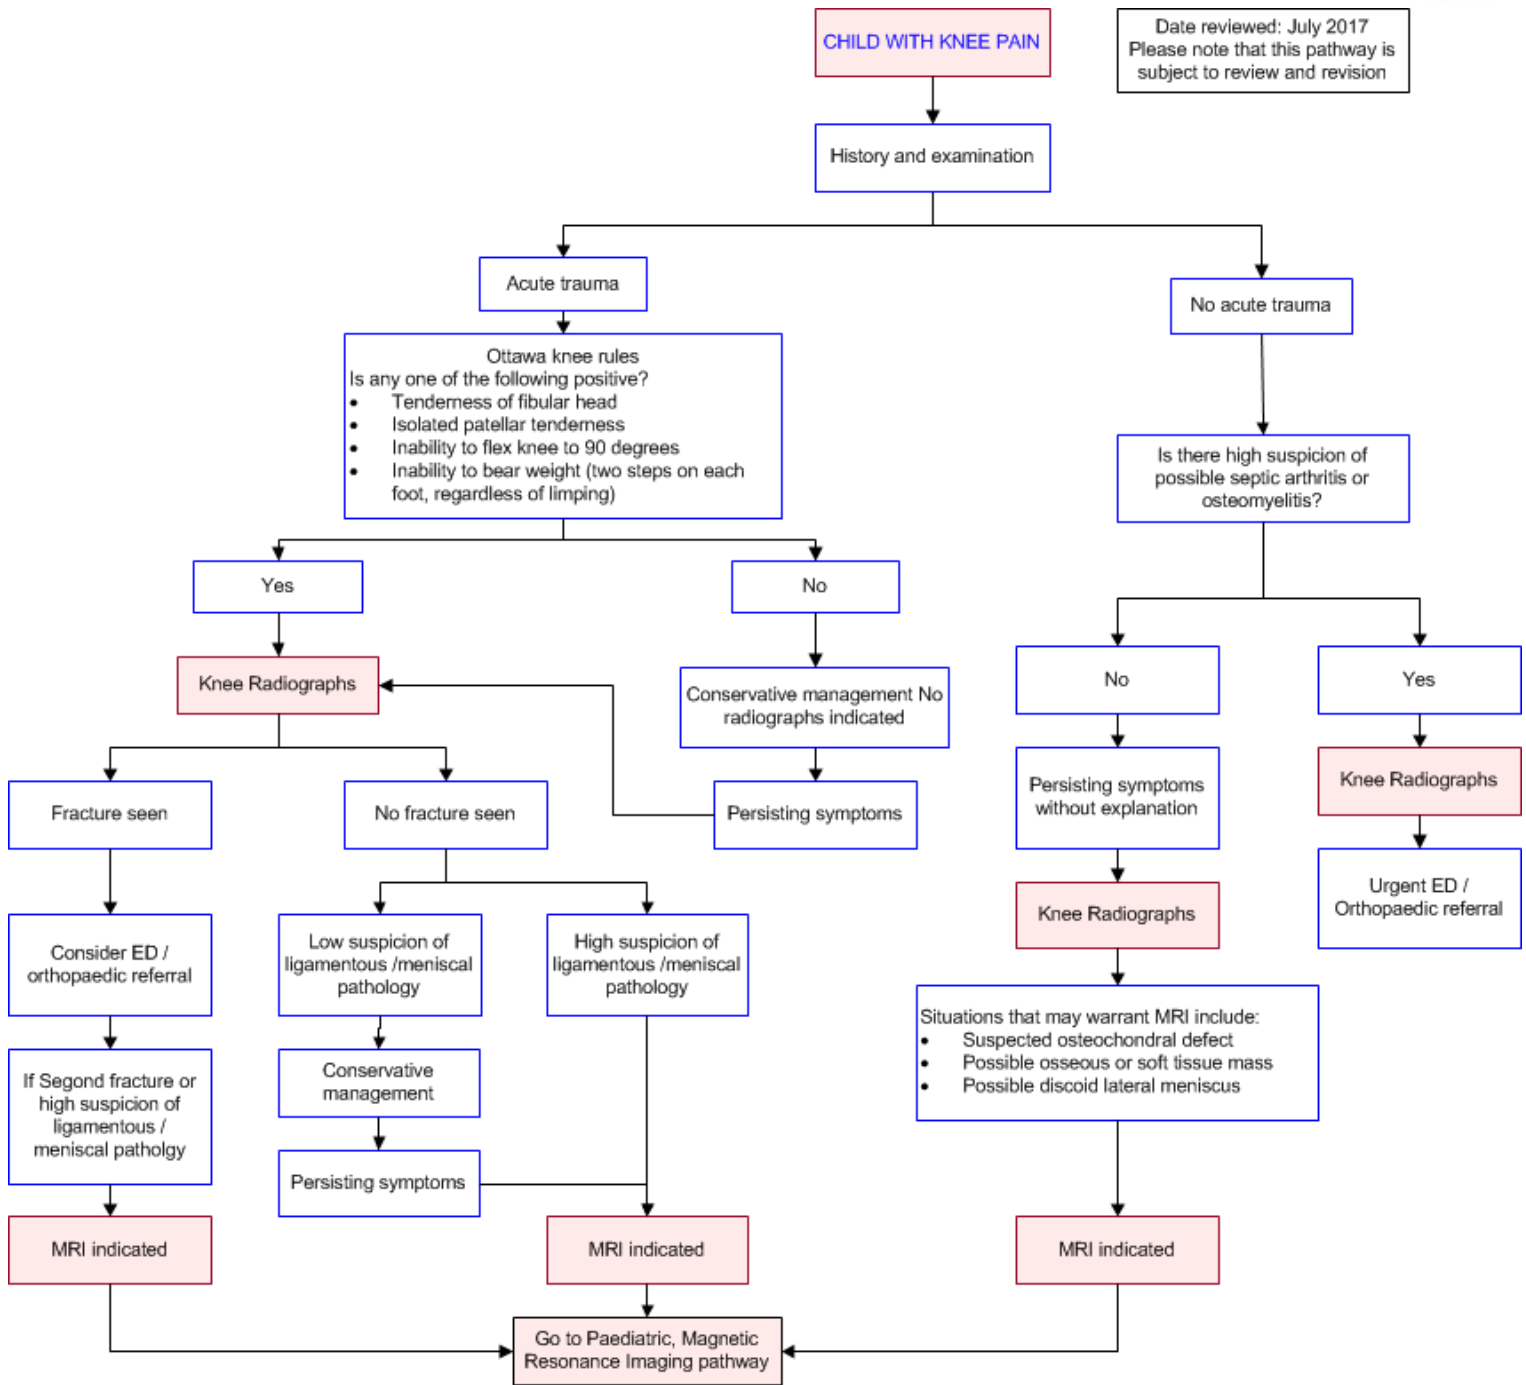 CHILD WITH KNEE PAIN
Date reviewed: July 2017
Please note that this pathway is
subject to review and revision
History and examination
Acute trauma
No acute trauma
Ottawa knee rules
Is any one of the following positive?
• Tenderness of fibular head
• Isolated patellar tenderness
• Inability to flex knee to 90 degrees
• Inability to bear weight (two steps on each
foot, regardless of limping)
Is there high suspicion of
possible septic arthritis or
osteomyelitis?
Yes
No
No
Yes
Knee Radiographs
Conservative management No
radiographs indicated
Persisting symptoms
without explanation
Knee Radiographs
Fracture seen
No fracture seen
Persisting symptoms
Knee Radiographs
Urgent ED /
Orthopaedic referral
Consider ED /
orthopaedic referral
Low suspicion of
ligamentous /meniscal
pathology
High suspicion of
ligamentous /meniscal
pathology
Situations that may warrant MRI include:
• Suspected osteochondral defect
• Possible osseous or soft tissue mass
• Possible discoid lateral meniscus
If Segond fracture or
high suspicion of
ligamentous /
meniscal patholgy
Conservative
management
Persisting symptoms
MRI indicated
MRI indicated
MRI indicated
Go to Paediatric, Magnetic
Resonance Imaging pathway